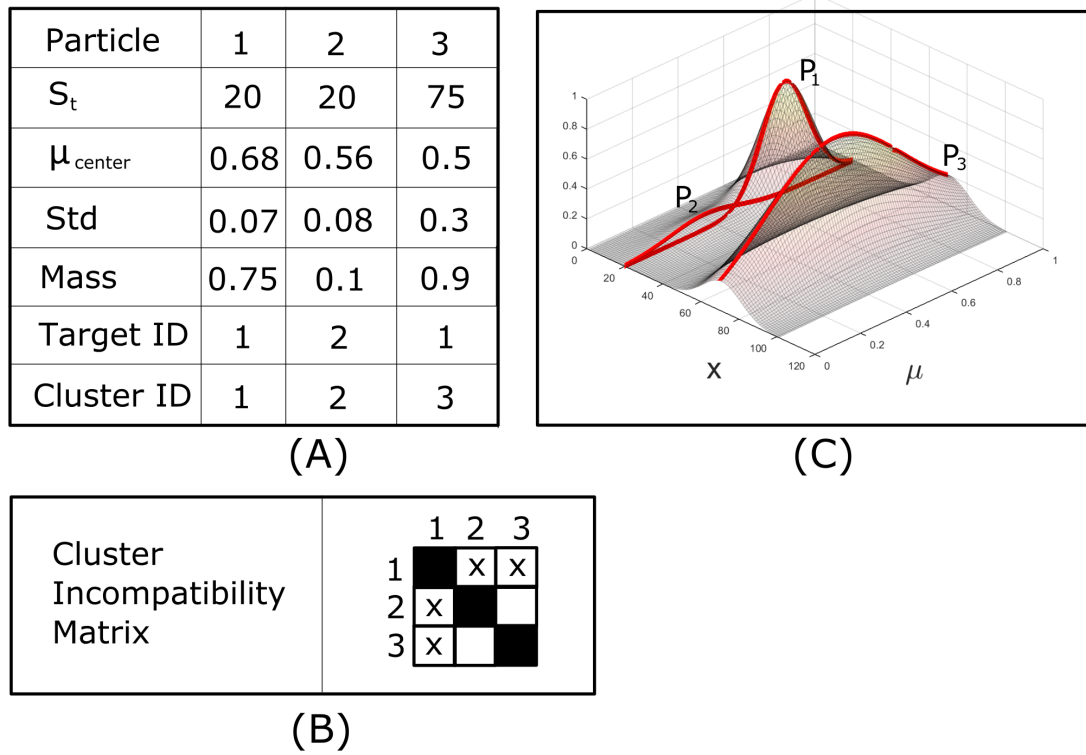 Particle 1 2 3
St 20 20 75
μ center 0.68 0.56 0.5
Std 0.07 0.08 0.3
Mass 0.75 0.1 0.9
Target ID 1 2 1
Cluster ID 1 2 3
(A)
P1
P2
P3
1
0.8
0.6
0.4
0.2
0
0
20
40
60
80
100
120
0
0.2
0.4
0.6
0.8
1
x
μ
(C)
Cluster
Incompatibility
Matrix
1 2 3
1 x x
2 x
3 x
(B)